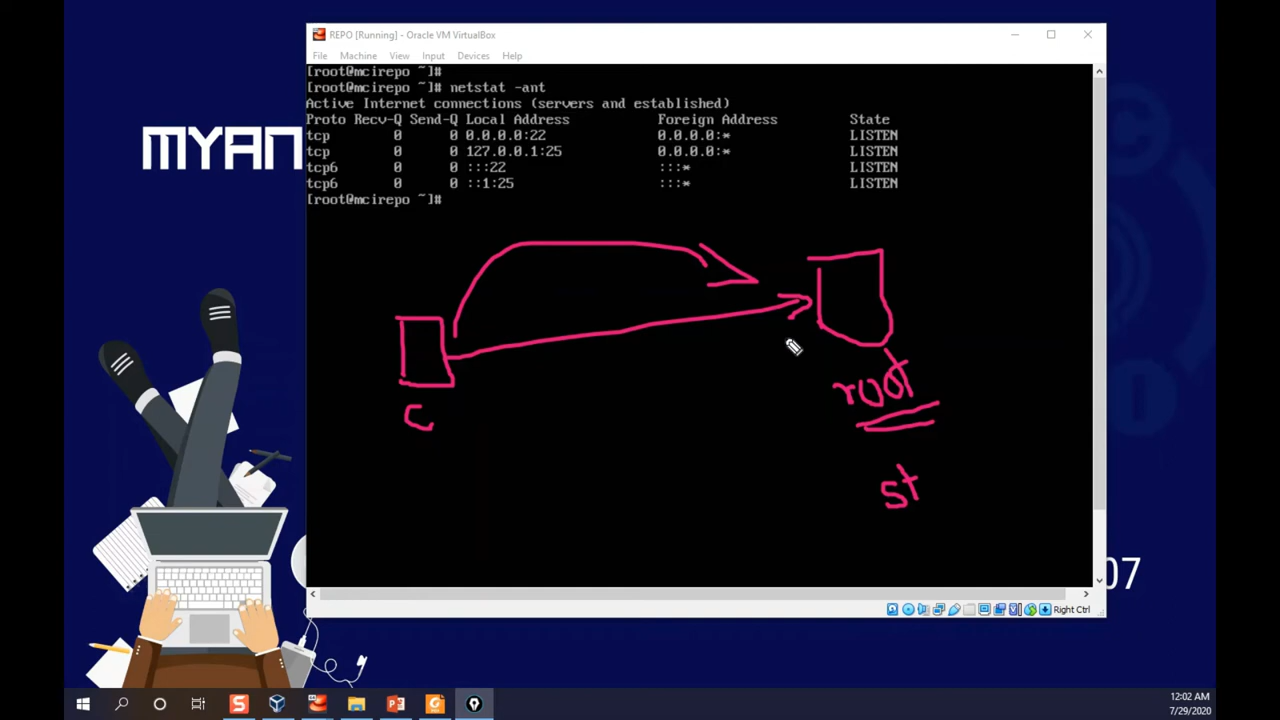 REPO [Running] - Oracle VM VirtualBox
File Machine View Input Devices Help
[root@mcirepo ~]#
[root@mcirepo ~]# netstat -ant
Active Internet connections (servers and established)
Proto Recv-Q Send-Q Local Address Foreign Address State
tcp 0 0 0.0.0.0:22 0.0.0.0:* LISTEN
tcp 0 0 127.0.0.1:25 0.0.0.0:* LISTEN
tcp6 0 0 :::22 :::* LISTEN
tcp6 0 0 ::1:25 :::* LISTEN
[root@mcirepo ~]#
MYAN
C
root
st
07
Right Ctrl
12:02 AM
7/29/2020